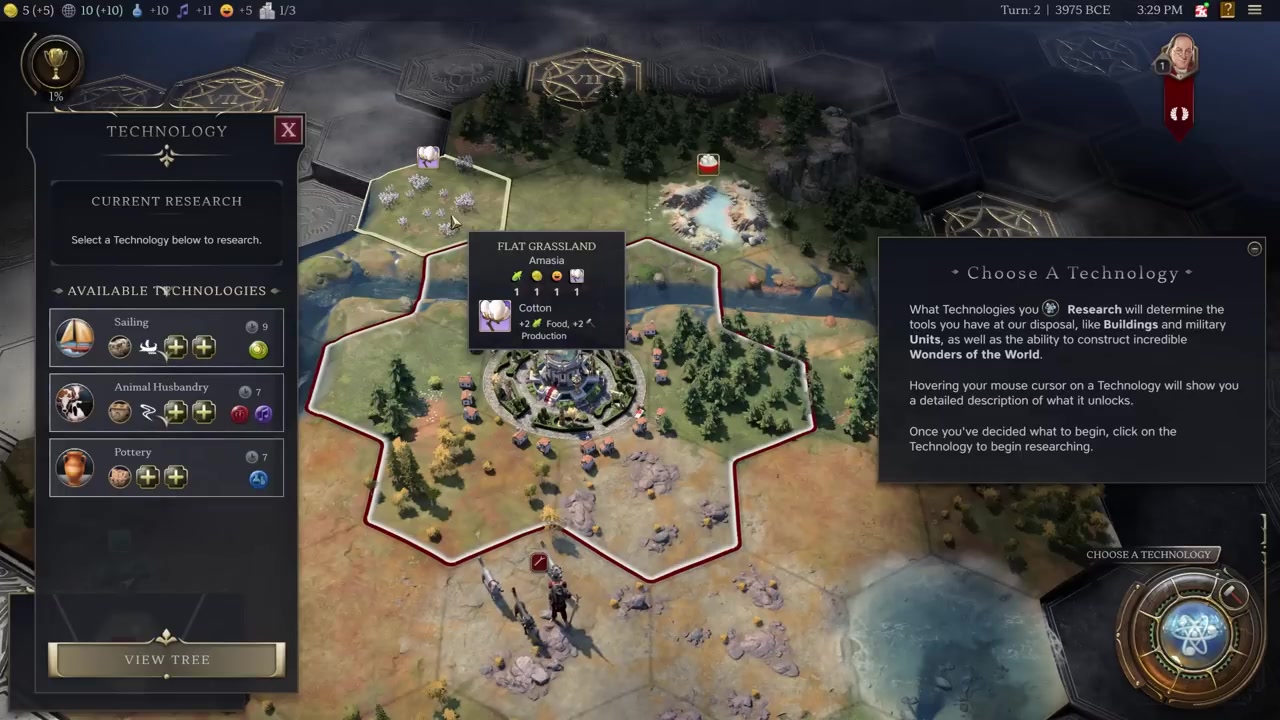 5 (+5) 10 (+10) +10 +11 +5 1/3
Turn: 2 | 3975 BCE 3:29 PM
1
1%
VII
VII
TECHNOLOGY
X
CURRENT RESEARCH
Select a Technology below to research.
AVAILABLE TECHNOLOGIES
Sailing
9
Animal Husbandry
7
Pottery
7
VIEW TREE
FLAT GRASSLAND
Amasia
1 1 1 1
Cotton
+2 Food, +2
Production
Choose A Technology
What Technologies you Research will determine the
tools you have at our disposal, like Buildings and military
Units, as well as the ability to construct incredible
Wonders of the World.
Hovering your mouse cursor on a Technology will show you
a detailed description of what it unlocks.
Once you've decided what to begin, click on the
Technology to begin researching.
CHOOSE A TECHNOLOGY